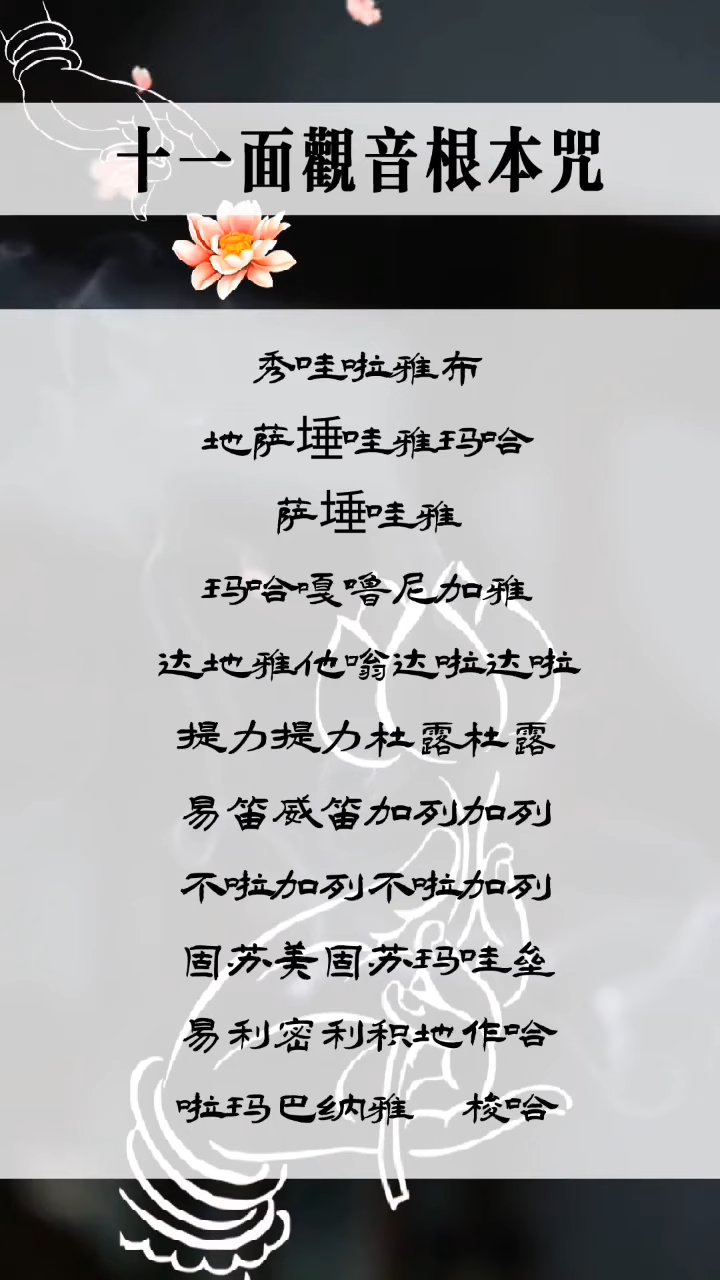 十一面觀音根本咒
秀哇啦雅布
地萨埵哇雅玛哈
萨埵哇雅
玛哈嘎噜尼加雅
达地雅他嗡达啦达啦
提力提力杜露杜露
易笛威笛加列加列
不啦加列不啦加列
固苏美固苏玛哇垒
易利密利积地作哈
啦玛巴纳雅 梭哈